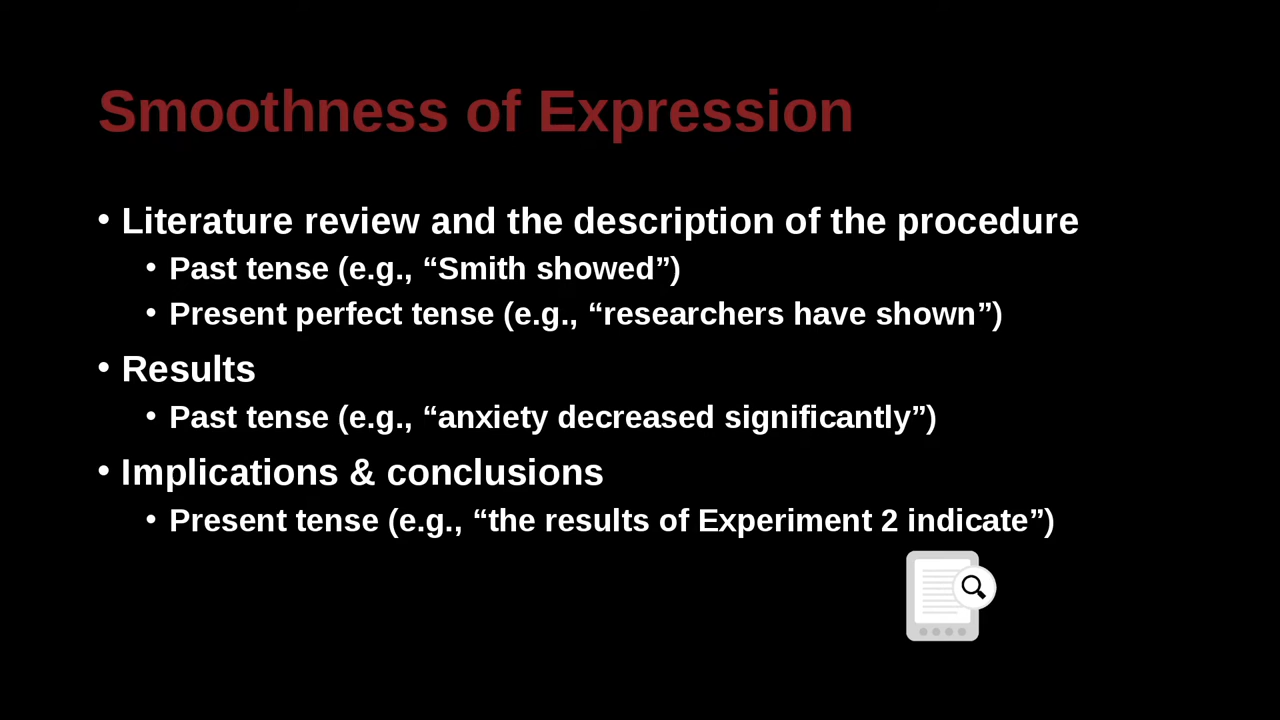 Smoothness of Expression
• Literature review and the description of the procedure
• Past tense (e.g., “Smith showed”)
• Present perfect tense (e.g., “researchers have shown”)
• Results
• Past tense (e.g., “anxiety decreased significantly”)
• Implications & conclusions
• Present tense (e.g., “the results of Experiment 2 indicate”)